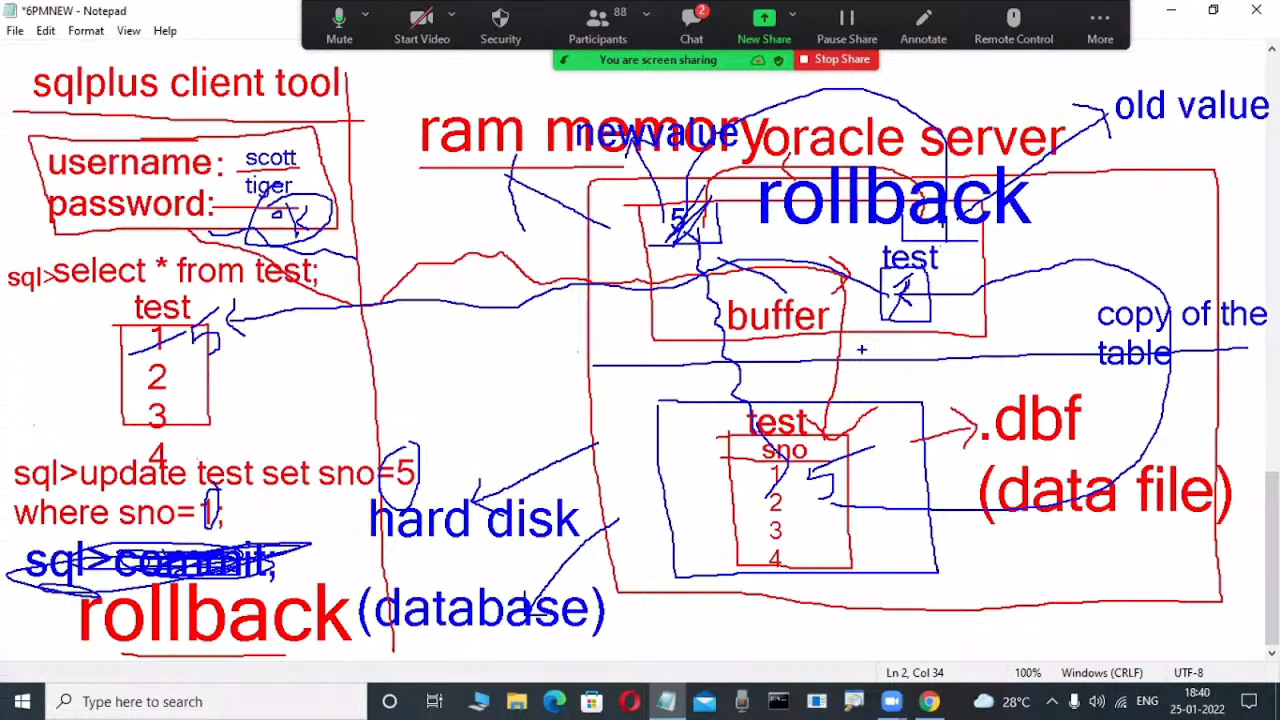 *6PMNEW - Notepad
File Edit Format View Help
Mute
Start Video
Security
88
Participants
2
Chat
New Share
Pause Share
Annotate
Remote Control
More
You are screen sharing
Stop Share
sqlplus client tool
username: scott
password: tiger
sql>select * from test;
test
1 5
2
3
4
sql>update test set sno=5
where sno=1;
sql>commit;
rollback
ram memory
newvalue
oracle server
old value
rollback
5
test
buffer
copy of the
table
test
sno
1 5
2
3
4
.dbf
(data file)
hard disk
(database)
Ln 2, Col 34
100%
Windows (CRLF)
UTF-8
Type here to search
28°C
ENG
18:40
25-01-2022